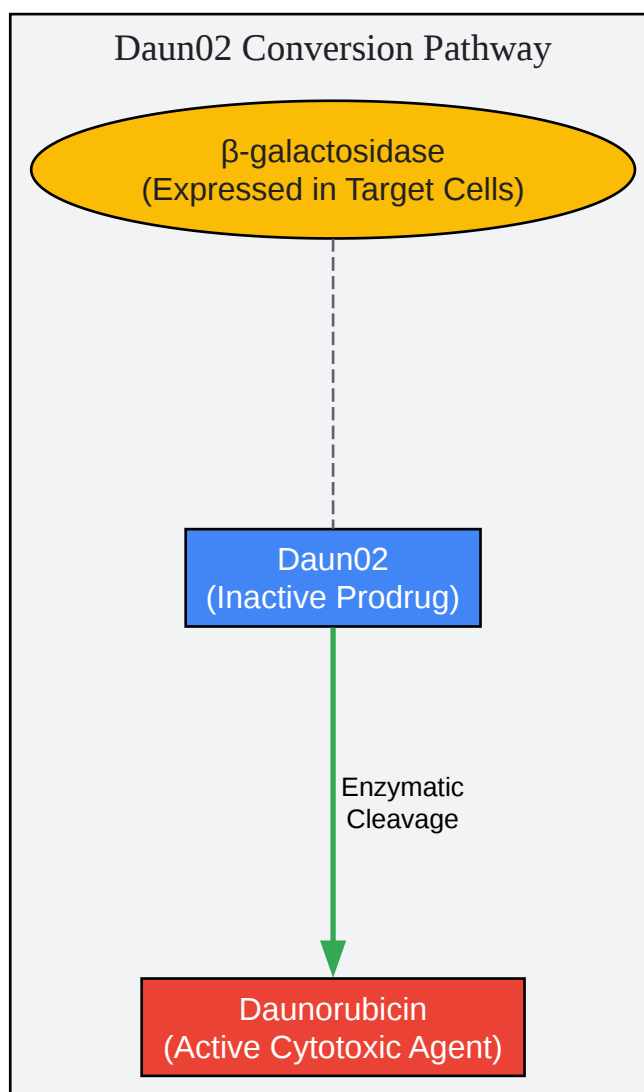 Daun02 Conversion Pathway
β-galactosidase
(Expressed in Target Cells)
Daun02
(Inactive Prodrug)
Enzymatic
Cleavage
Daunorubicin
(Active Cytotoxic Agent)